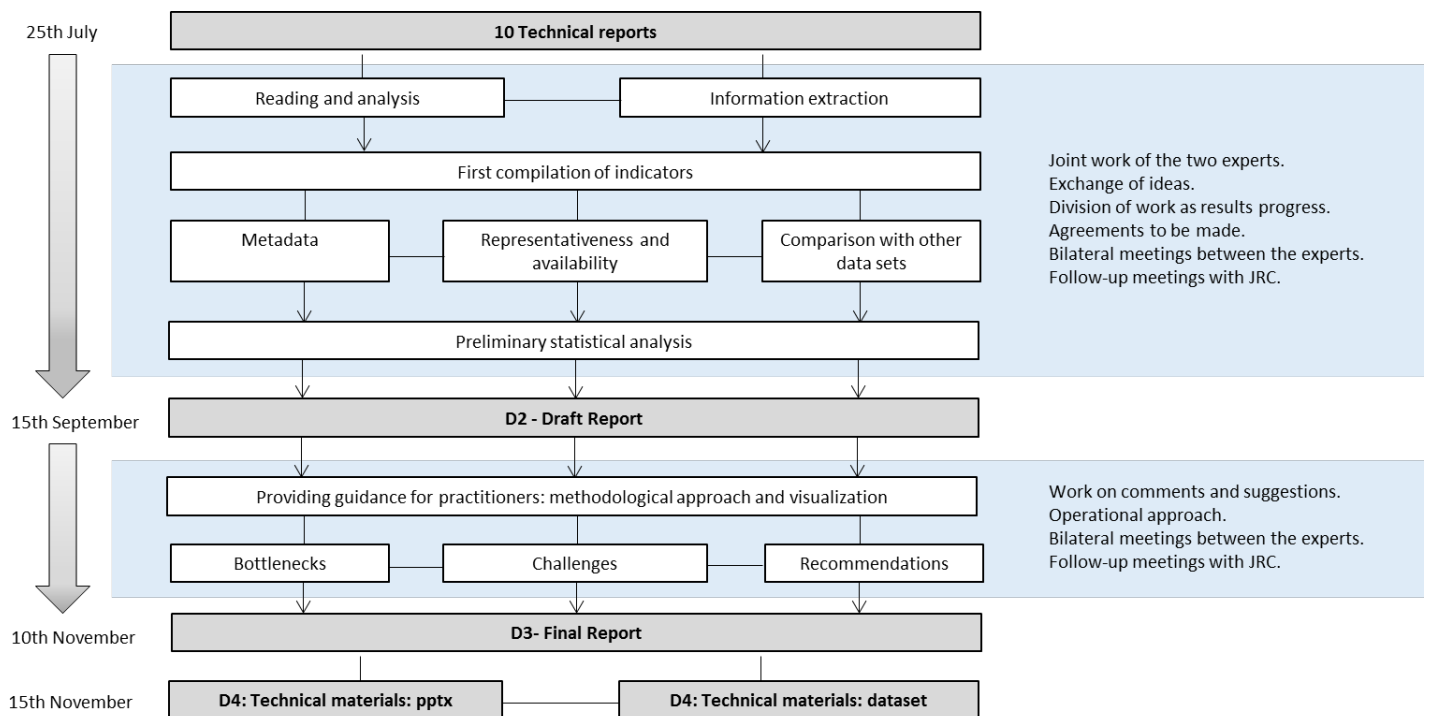 25th July
10 Technical reports
Reading and analysis
Information extraction
First compilation of indicators
Metadata
Representativeness and
availability
Comparison with other
data sets
Preliminary statistical analysis
Joint work of the two experts.
Exchange of ideas.
Division of work as results progress.
Agreements to be made.
Bilateral meetings between the experts.
Follow-up meetings with JRC.
15th September
D2 - Draft Report
Providing guidance for practitioners: methodological approach and visualization
Bottlenecks
Challenges
Recommendations
Work on comments and suggestions.
Operational approach.
Bilateral meetings between the experts.
Follow-up meetings with JRC.
10th November
D3- Final Report
15th November
D4: Technical materials: pptx
D4: Technical materials: dataset